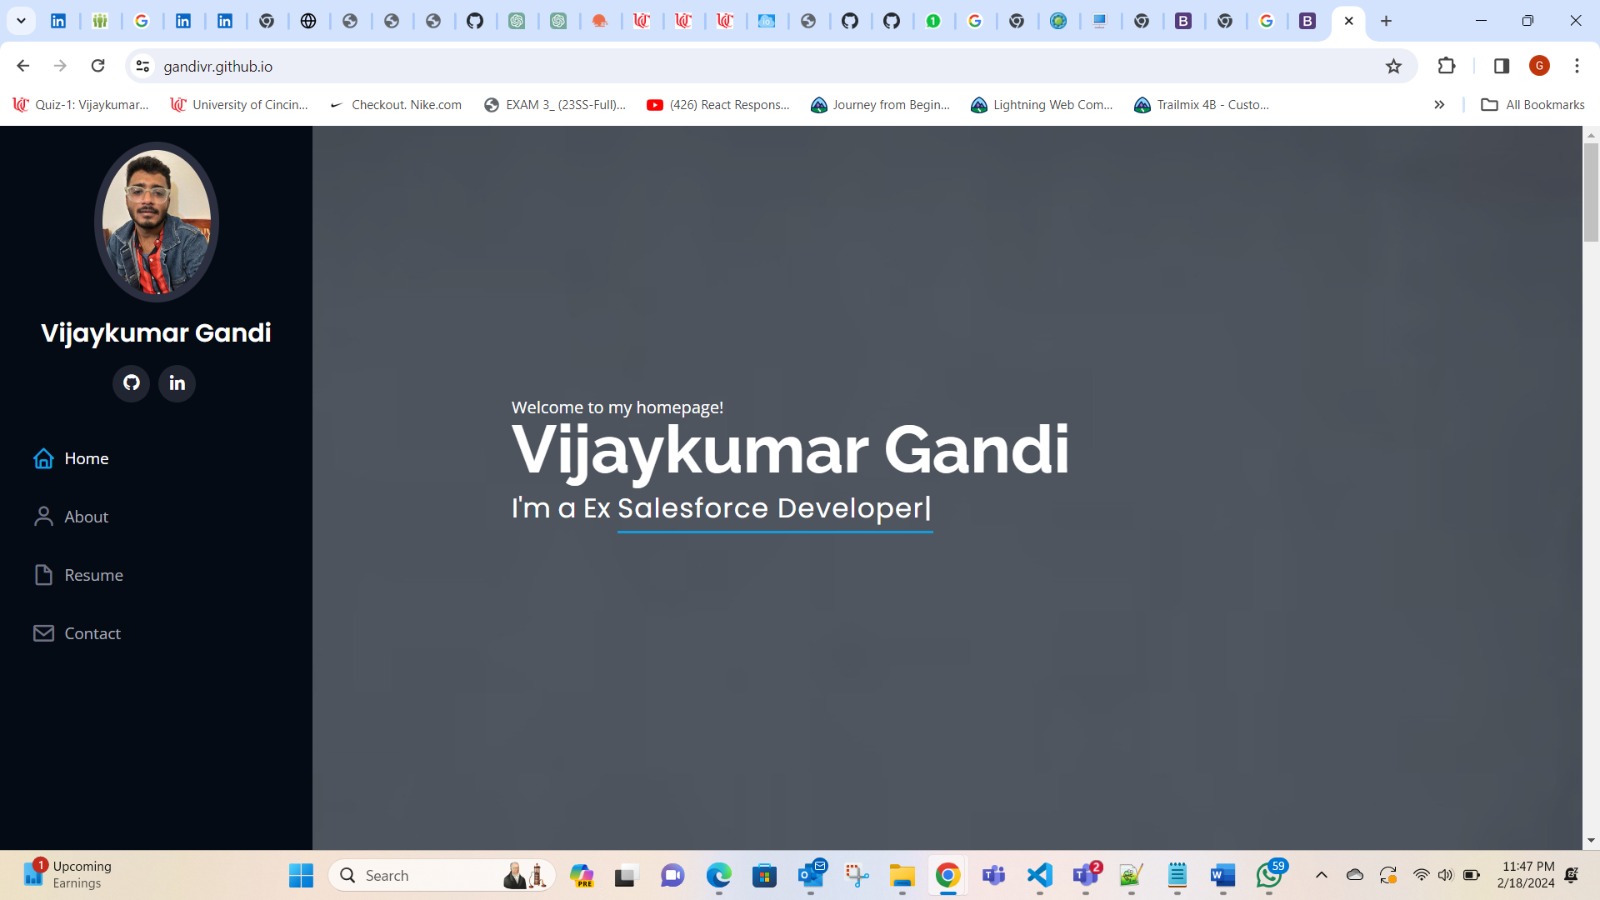 gandivr.github.io
G
Quiz-1: Vijaykumar...
University of Cincin...
Checkout. Nike.com
EXAM 3_ (23SS-Full)...
(426) React Respons...
Journey from Begin...
Lightning Web Com...
Trailmix 4B - Custo...
All Bookmarks
Vijaykumar Gandi
Home
About
Resume
Contact
Welcome to my homepage!
Vijaykumar Gandi
I'm a Ex Salesforce Developer|
1
Upcoming
Earnings
Search
PRE
2
59
11:47 PM
2/18/2024